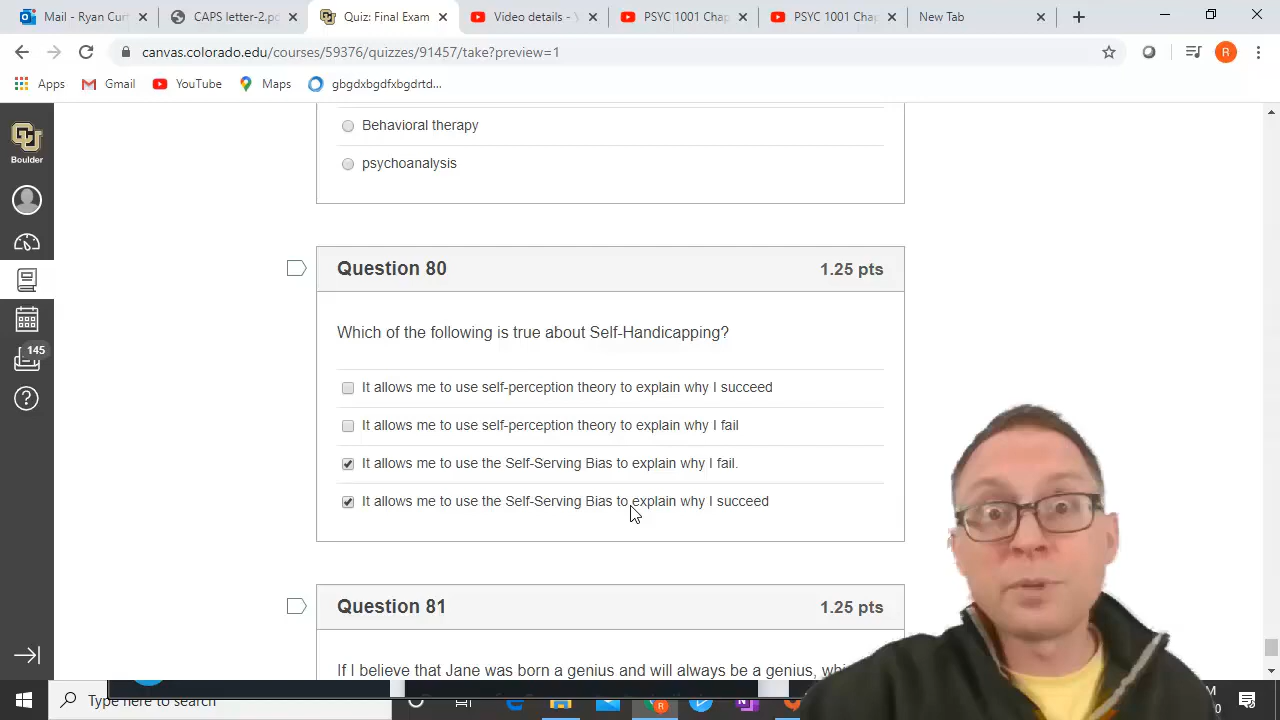 Mail - Ryan Cur
CAPS letter-2.p
Quiz: Final Exam
Video details -
PSYC 1001 Cha
PSYC 1001 Cha
New Tab
canvas.colorado.edu/courses/59376/quizzes/91457/take?preview=1
R
Apps
Gmail
YouTube
Maps
gbgdxbgdfxbgdrtd...
CU
Boulder
145
Behavioral therapy
psychoanalysis
Question 80
1.25 pts
Which of the following is true about Self-Handicapping?
It allows me to use self-perception theory to explain why I succeed
It allows me to use self-perception theory to explain why I fail
It allows me to use the Self-Serving Bias to explain why I fail.
It allows me to use the Self-Serving Bias to explain why I succeed
Question 81
1.25 pts
If I believe that Jane was born a genius and will always be a genius,
Type here to search